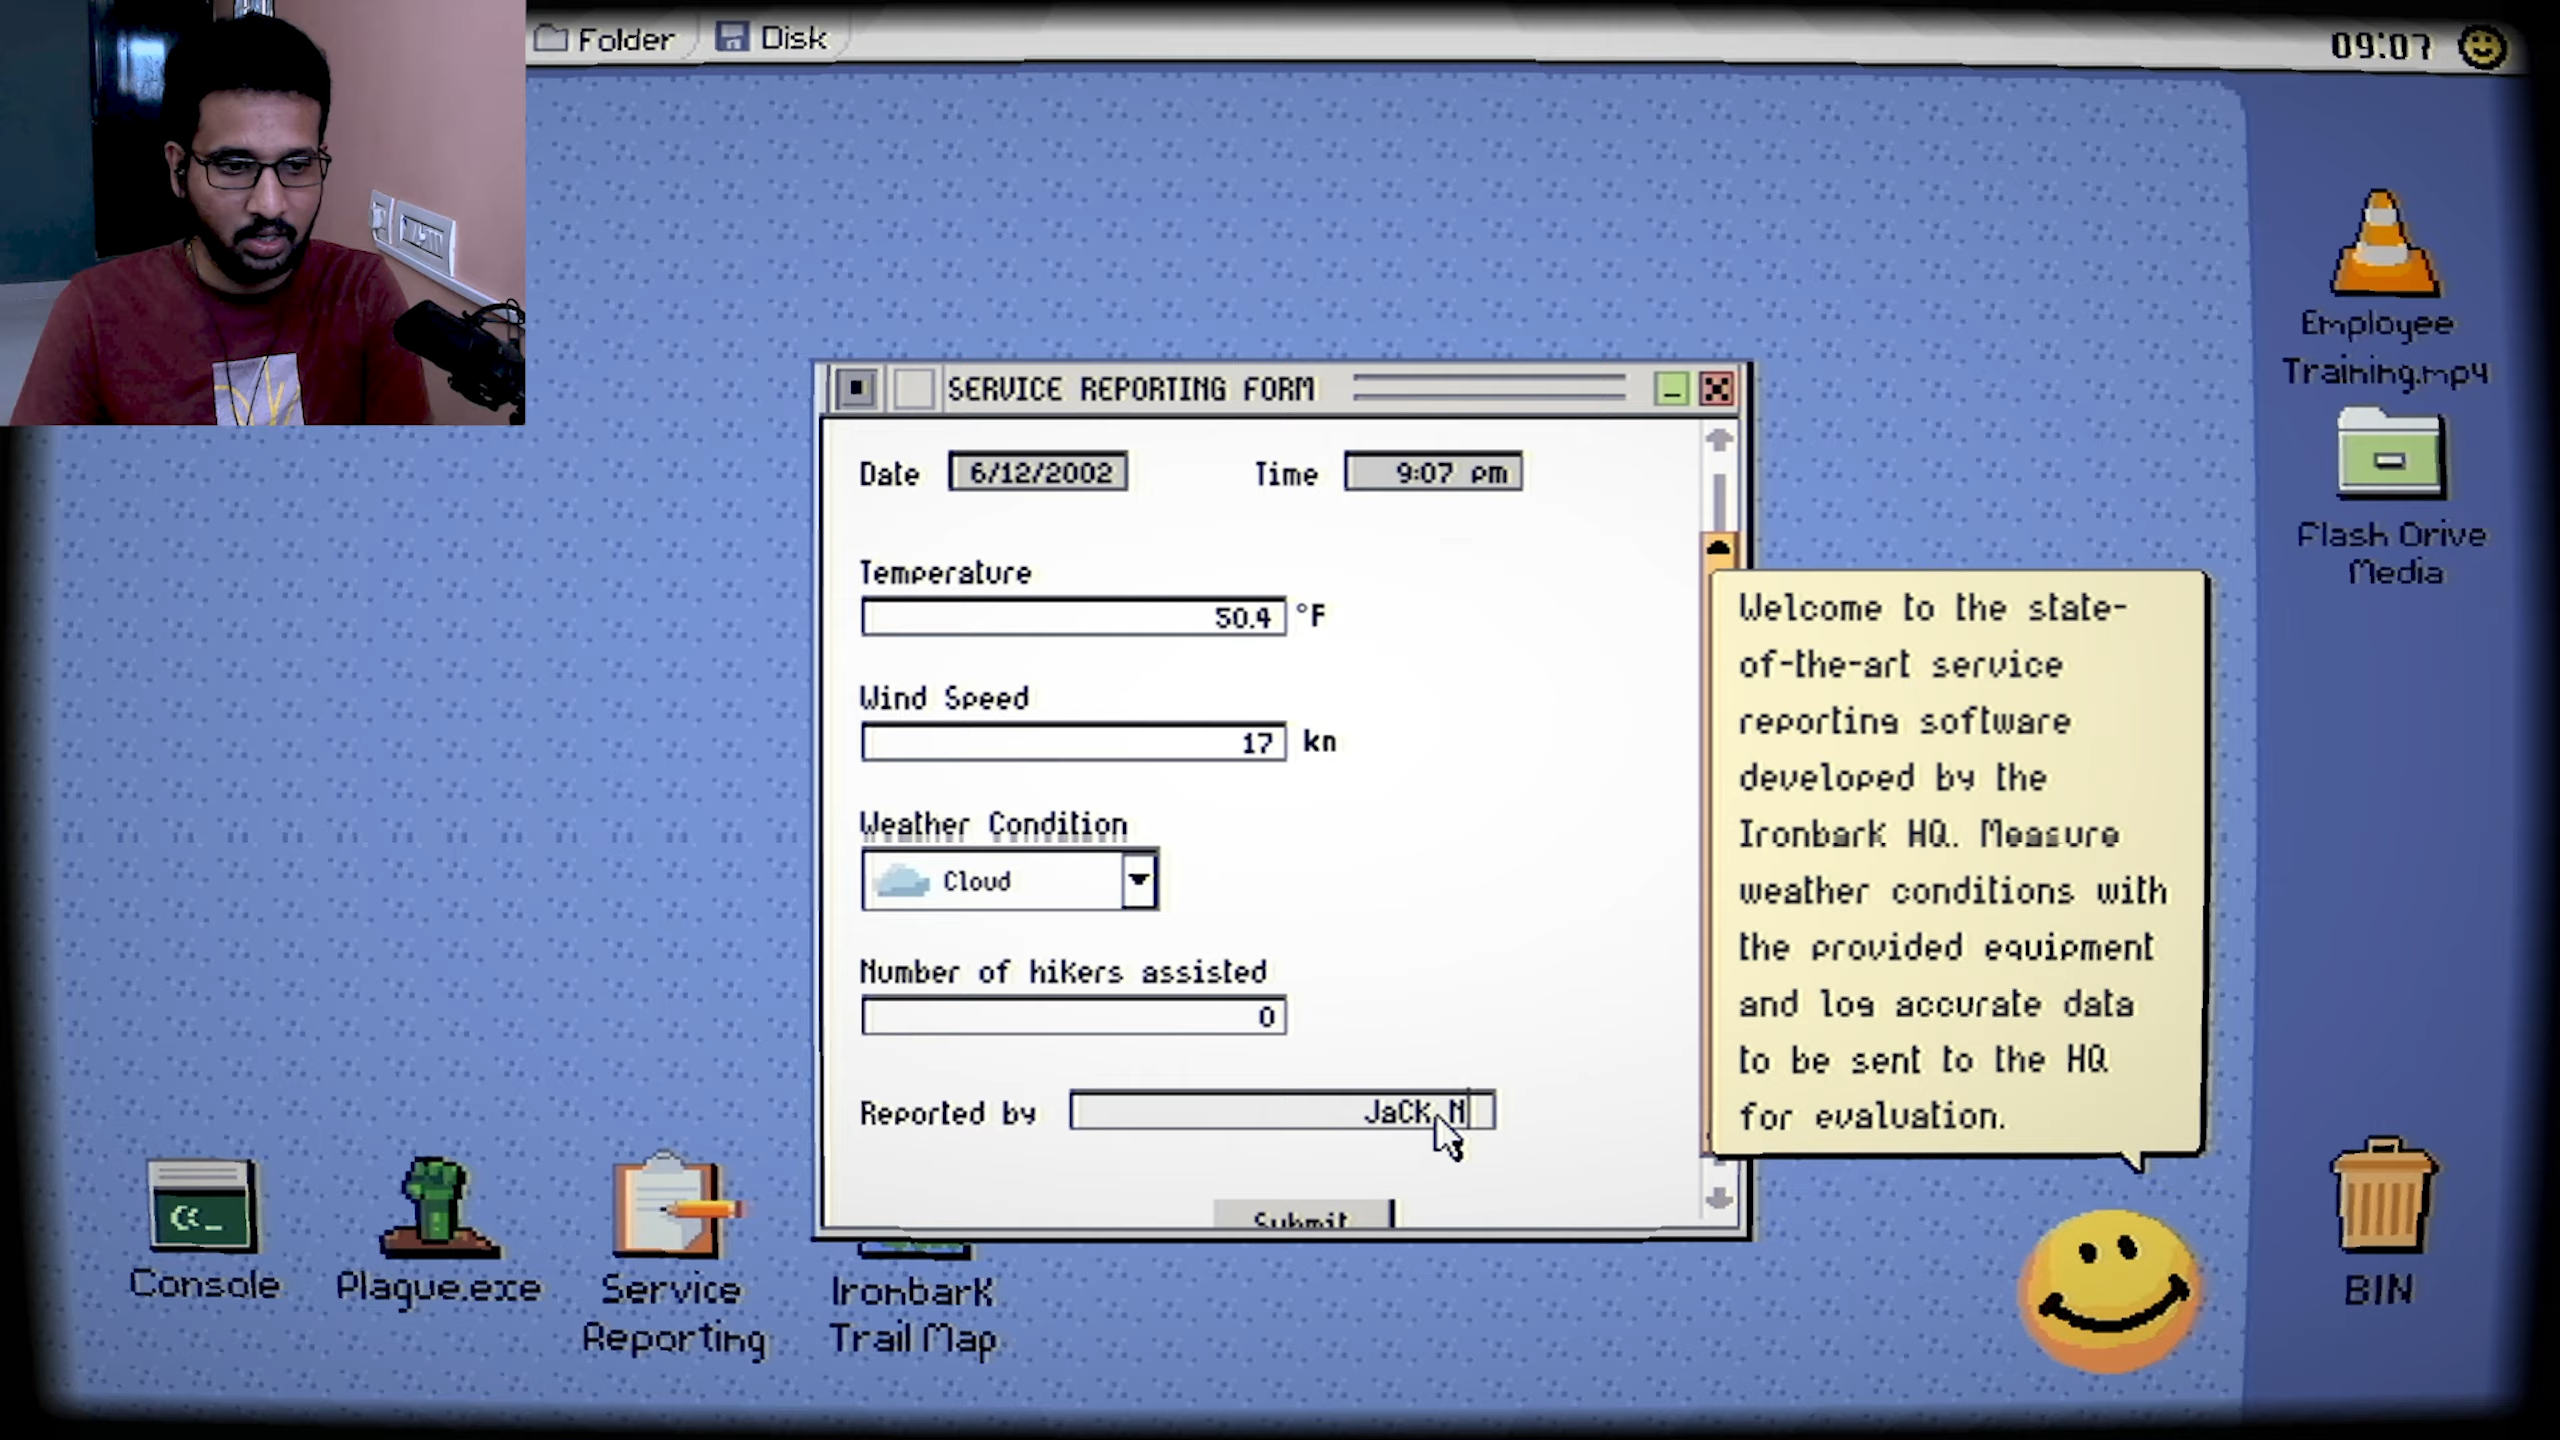 Folder
Disk
09:07
Employee
Training.mp4
Flash Drive
Media
SERVICE REPORTING FORM
Date 6/12/2002 Time 9:07 pm
Temperature
50.4 °F
Wind Speed
17 kn
Weather Condition
Cloud
Number of hikers assisted
0
Reported by JaCK N
Submit
Welcome to the state-
of-the-art service
reporting software
developed by the
Ironbark HQ. Measure
weather conditions with
the provided equipment
and log accurate data
to be sent to the HQ
for evaluation.
C:\_
Console
Plague.exe
Service
Reporting
Ironbark
Trail Map
BIN